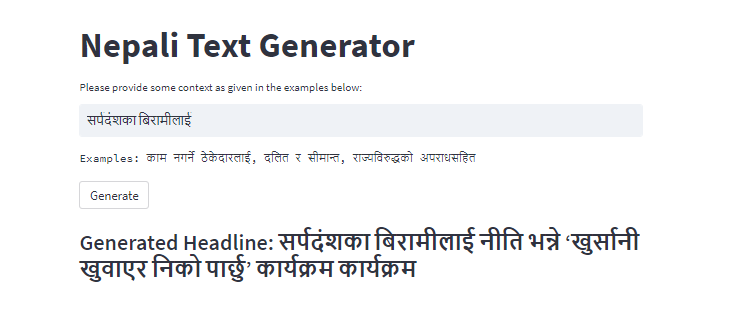 Nepali Text Generator
Please provide some context as given in the examples below:
सर्पदंशका बिरामीलाई
Examples: काम नगर्ने ठेकेदारलाई, दलित र सीमान्त, राज्यविरुद्धको अपराधसहित
Generate
Generated Headline: सर्पदंशका बिरामीलाई नीति भन्ने ‘खुर्सानी
खुवाएर निको पार्छु’ कार्यक्रम कार्यक्रम